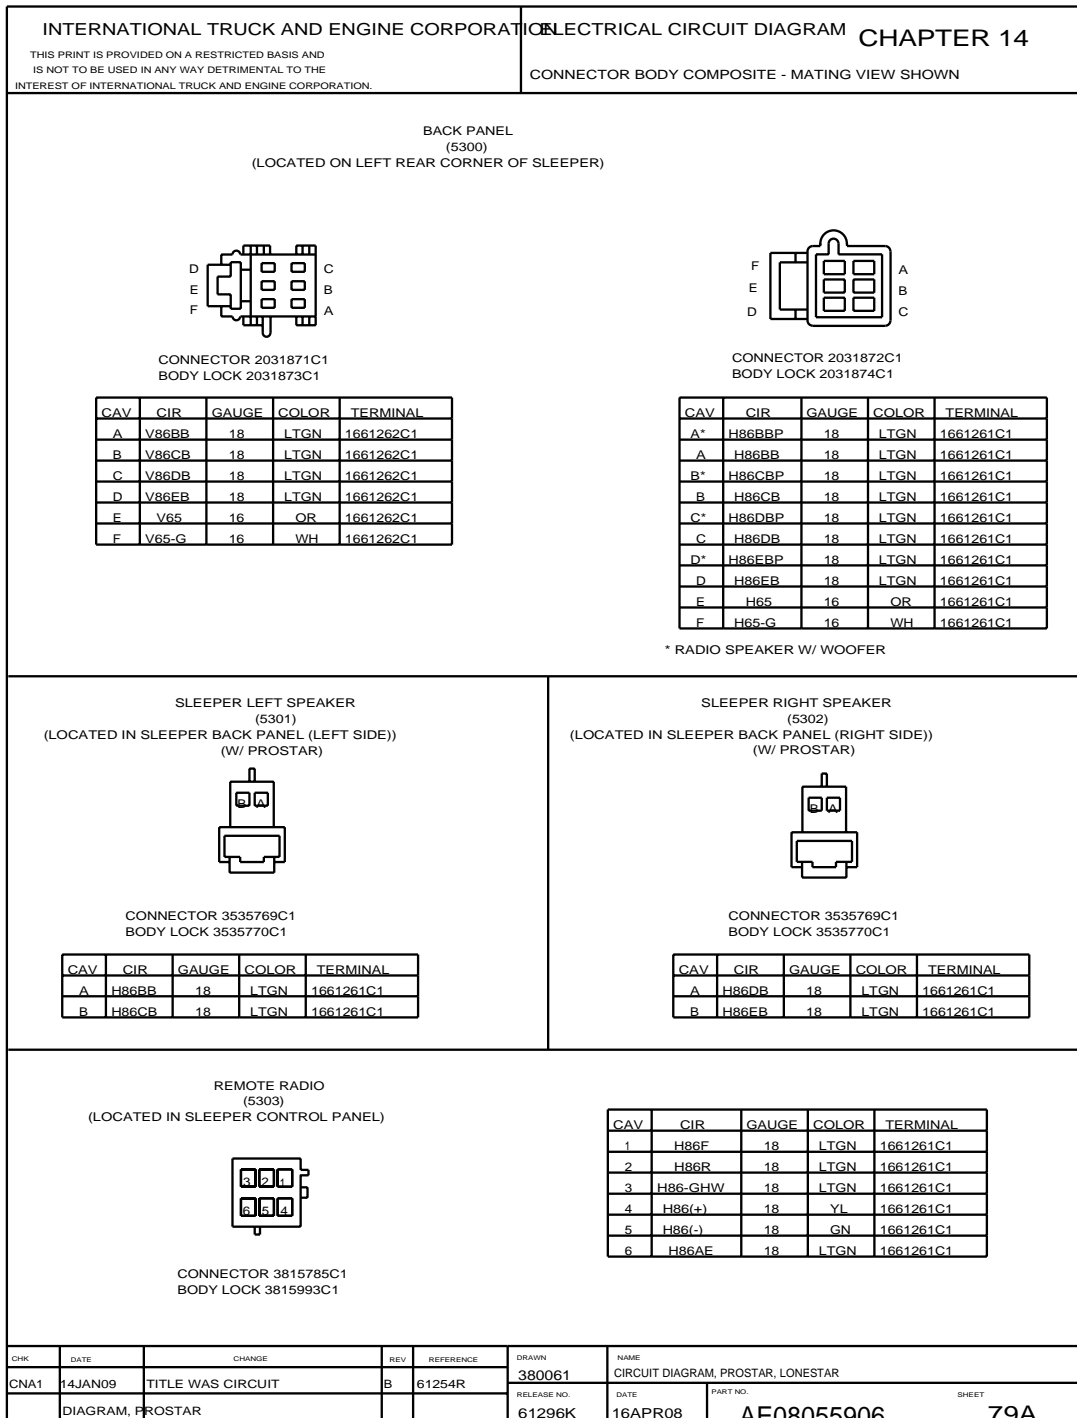 INTERNATIONAL TRUCK AND ENGINE CORPORATION
THIS PRINT IS PROVIDED ON A RESTRICTED BASIS AND
IS NOT TO BE USED IN ANY WAY DETRIMENTAL TO THE
INTEREST OF INTERNATIONAL TRUCK AND ENGINE CORPORATION.
ELECTRICAL CIRCUIT DIAGRAM CHAPTER 14
CONNECTOR BODY COMPOSITE - MATING VIEW SHOWN
BACK PANEL
(5300)
(LOCATED ON LEFT REAR CORNER OF SLEEPER)
D C
E B
F A
CONNECTOR 2031871C1
BODY LOCK 2031873C1
CAV CIR GAUGE COLOR TERMINAL
A V86BB 18 LTGN 1661262C1
B V86CB 18 LTGN 1661262C1
C V86DB 18 LTGN 1661262C1
D V86EB 18 LTGN 1661262C1
E V65 16 OR 1661262C1
F V65-G 16 WH 1661262C1
F A
E B
D C
CONNECTOR 2031872C1
BODY LOCK 2031874C1
CAV CIR GAUGE COLOR TERMINAL
A* H86BBP 18 LTGN 1661261C1
A H86BB 18 LTGN 1661261C1
B* H86CBP 18 LTGN 1661261C1
B H86CB 18 LTGN 1661261C1
C* H86DBP 18 LTGN 1661261C1
C H86DB 18 LTGN 1661261C1
D* H86EBP 18 LTGN 1661261C1
D H86EB 18 LTGN 1661261C1
E H65 16 OR 1661261C1
F H65-G 16 WH 1661261C1
* RADIO SPEAKER W/ WOOFER
SLEEPER LEFT SPEAKER
(5301)
(LOCATED IN SLEEPER BACK PANEL (LEFT SIDE))
(W/ PROSTAR)
B A
CONNECTOR 3535769C1
BODY LOCK 3535770C1
CAV CIR GAUGE COLOR TERMINAL
A H86BB 18 LTGN 1661261C1
B H86CB 18 LTGN 1661261C1
SLEEPER RIGHT SPEAKER
(5302)
(LOCATED IN SLEEPER BACK PANEL (RIGHT SIDE))
(W/ PROSTAR)
B A
CONNECTOR 3535769C1
BODY LOCK 3535770C1
CAV CIR GAUGE COLOR TERMINAL
A H86DB 18 LTGN 1661261C1
B H86EB 18 LTGN 1661261C1
REMOTE RADIO
(5303)
(LOCATED IN SLEEPER CONTROL PANEL)
3 2 1
6 5 4
CONNECTOR 3815785C1
BODY LOCK 3815993C1
CAV CIR GAUGE COLOR TERMINAL
1 H86F 18 LTGN 1661261C1
2 H86R 18 LTGN 1661261C1
3 H86-GHW 18 LTGN 1661261C1
4 H86(+) 18 YL 1661261C1
5 H86(-) 18 GN 1661261C1
6 H86AE 18 LTGN 1661261C1
CHK DATE CHANGE REV REFERENCE
CNA1 14JAN09 TITLE WAS CIRCUIT B 61254R
DIAGRAM, PROSTAR
DRAWN
380061
NAME
CIRCUIT DIAGRAM, PROSTAR, LONESTAR
RELEASE NO.
61296K
DATE
16APR08
PART NO.
AE08055906
SHEET
79A